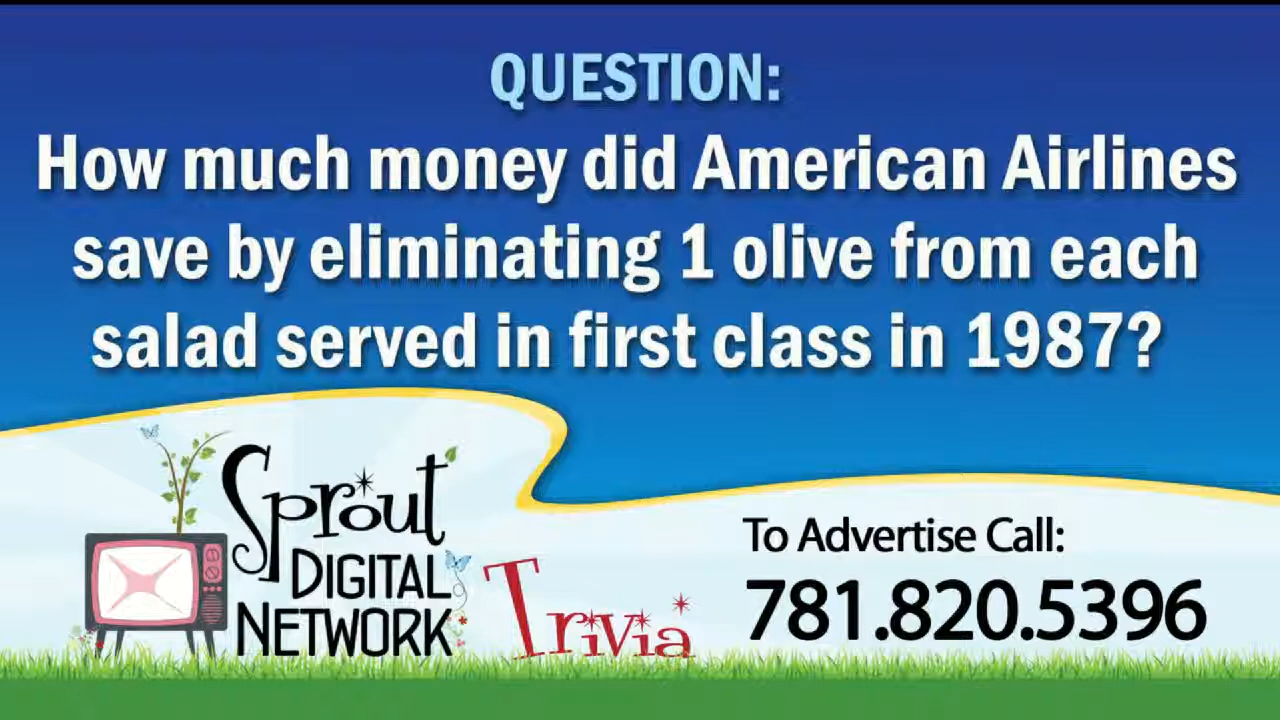 QUESTION:
How much money did American Airlines
save by eliminating 1 olive from each
salad served in first class in 1987?
Sprout
DIGITAL
NETWORK
Trivia
To Advertise Call:
781.820.5396